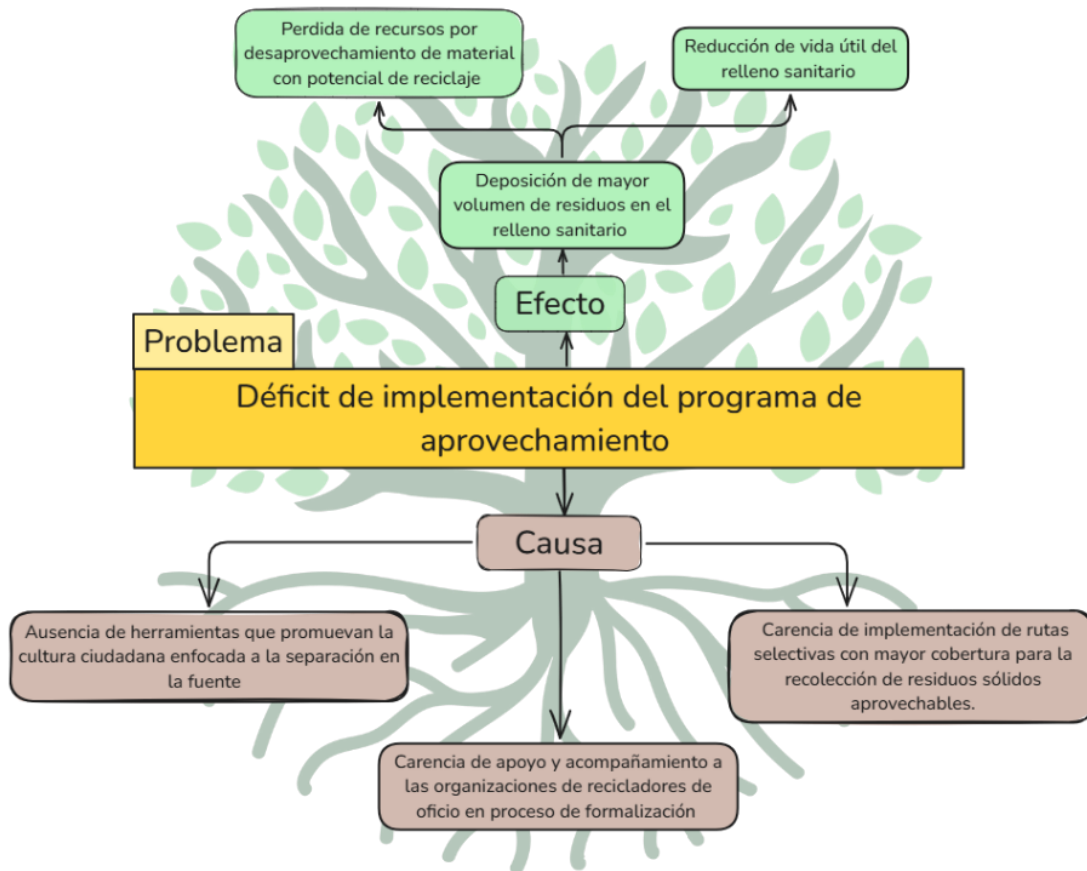 Perdida de recursos por
desaprovechamiento de material
con potencial de reciclaje
Reducción de vida útil del
relleno sanitario
Deposición de mayor
volumen de residuos en el
relleno sanitario
Efecto
Problema
Déficit de implementación del programa de
aprovechamiento
Causa
Ausencia de herramientas que promuevan la
cultura ciudadana enfocada a la separación en
la fuente
Carencia de apoyo y acompañamiento a
las organizaciones de recicladores de
oficio en proceso de formalización
Carencia de implementación de rutas
selectivas con mayor cobertura para la
recolección de residuos sólidos
aprovechables.